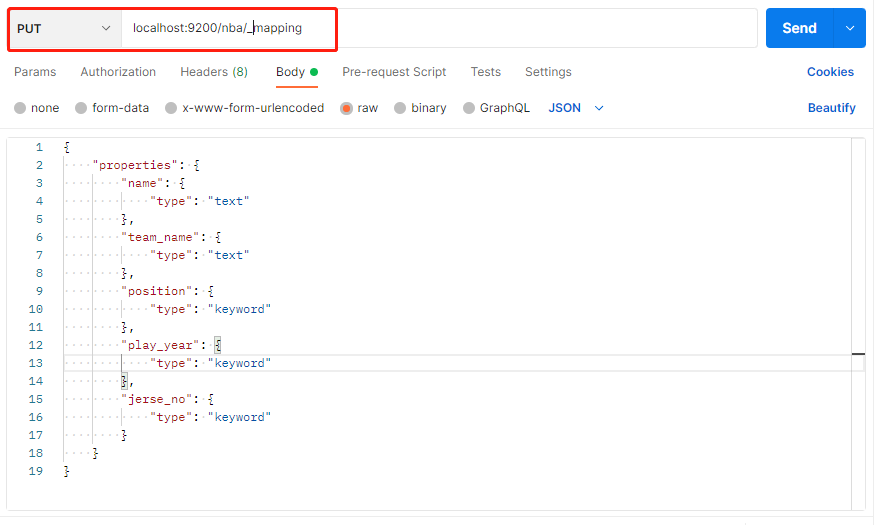 PUT localhost:9200/nba/_mapping Send
Params Authorization Headers (8) Body Pre-request Script Tests Settings Cookies
none form-data x-www-form-urlencoded raw binary GraphQL JSON Beautify
1 {
2 "properties": {
3 "name": {
4 "type": "text"
5 },
6 "team_name": {
7 "type": "text"
8 },
9 "position": {
10 "type": "keyword"
11 },
12 "play_year": {
13 "type": "keyword"
14 },
15 "jerse_no": {
16 "type": "keyword"
17 }
18 }
19 }